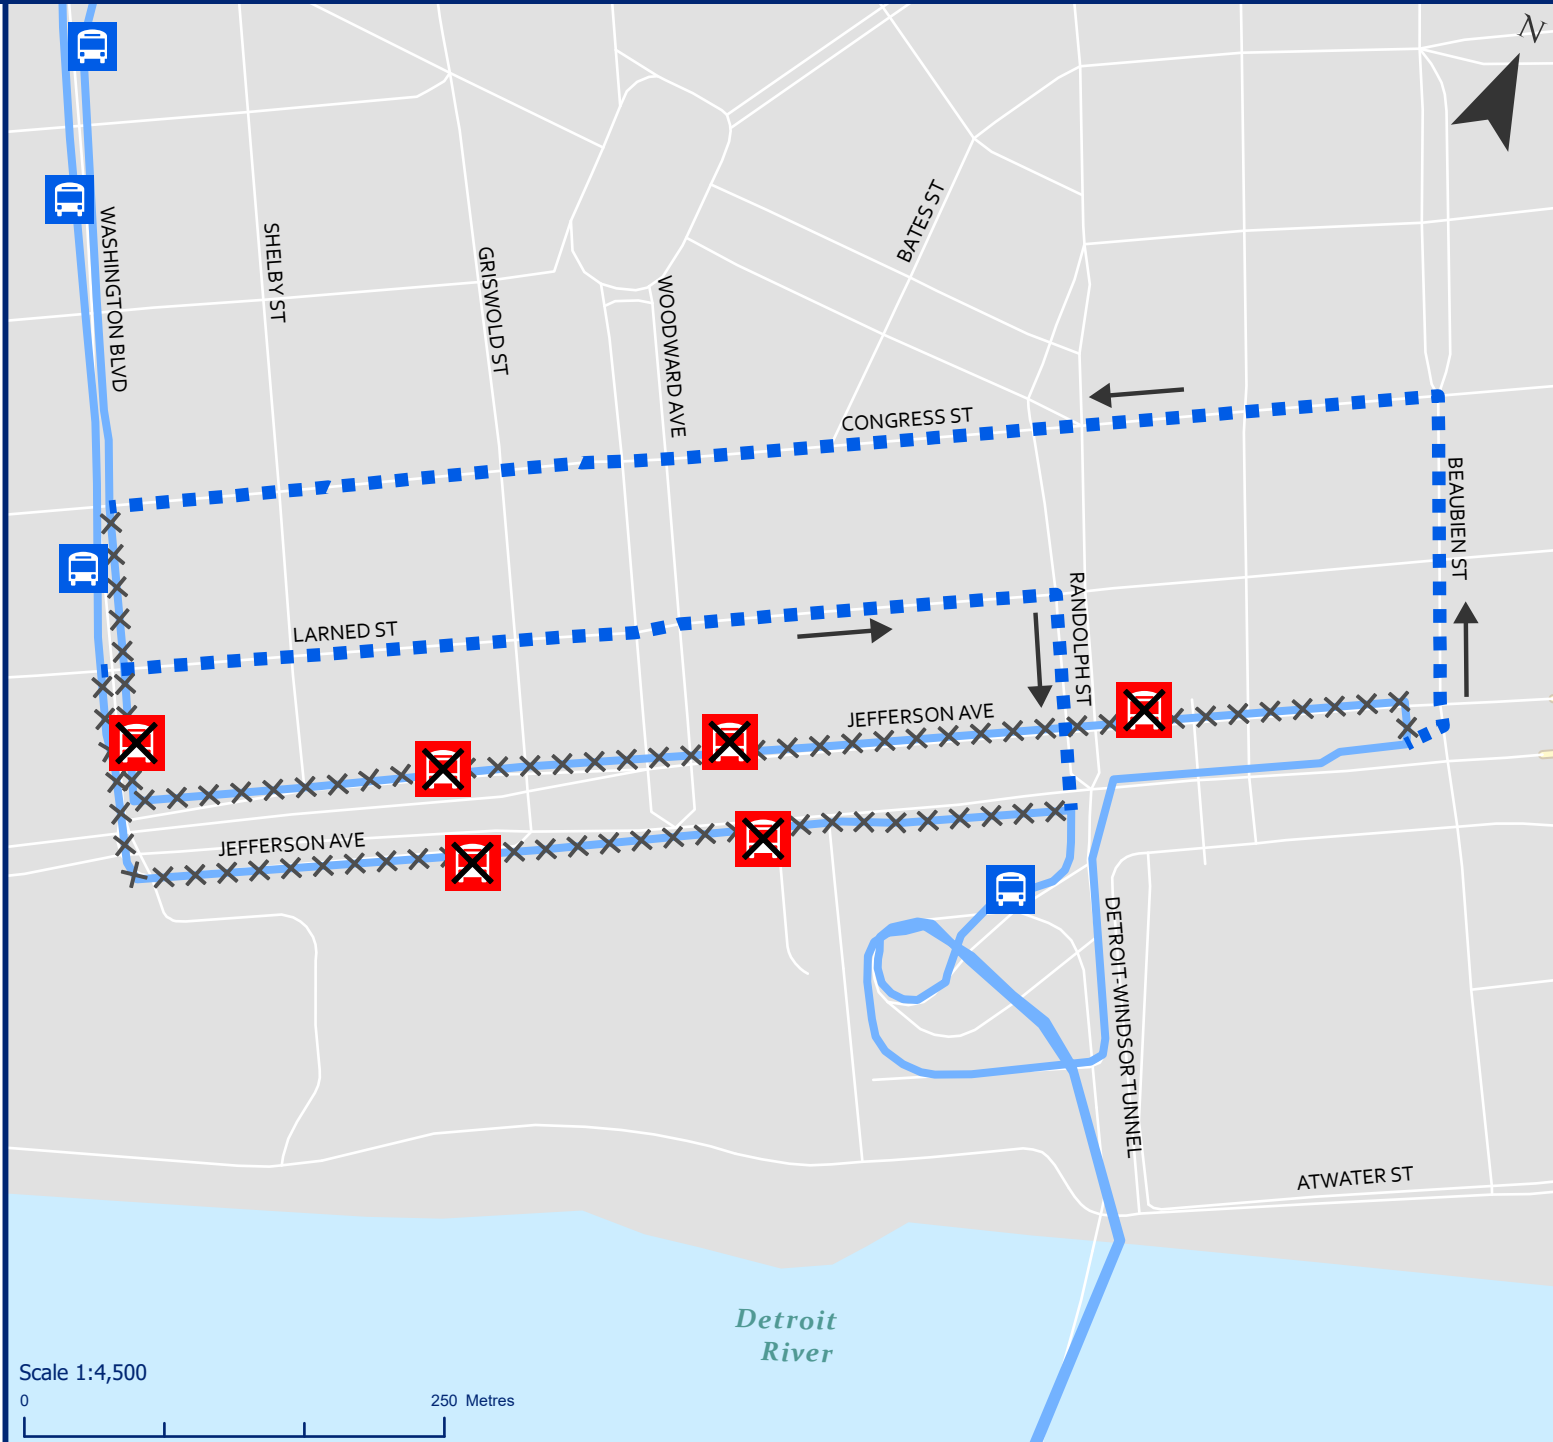 N
WASHINGTON BLVD
SHELBY ST
GRISWOLD ST
WOODWARD AVE
BATES ST
CONGRESS ST
BEAUBIEN ST
LARNED ST
RANDOLPH ST
JEFFERSON AVE
JEFFERSON AVE
DETROIT-WINDSOR TUNNEL
ATWATER ST
Detroit
River
Scale 1:4,500
0 250 Metres